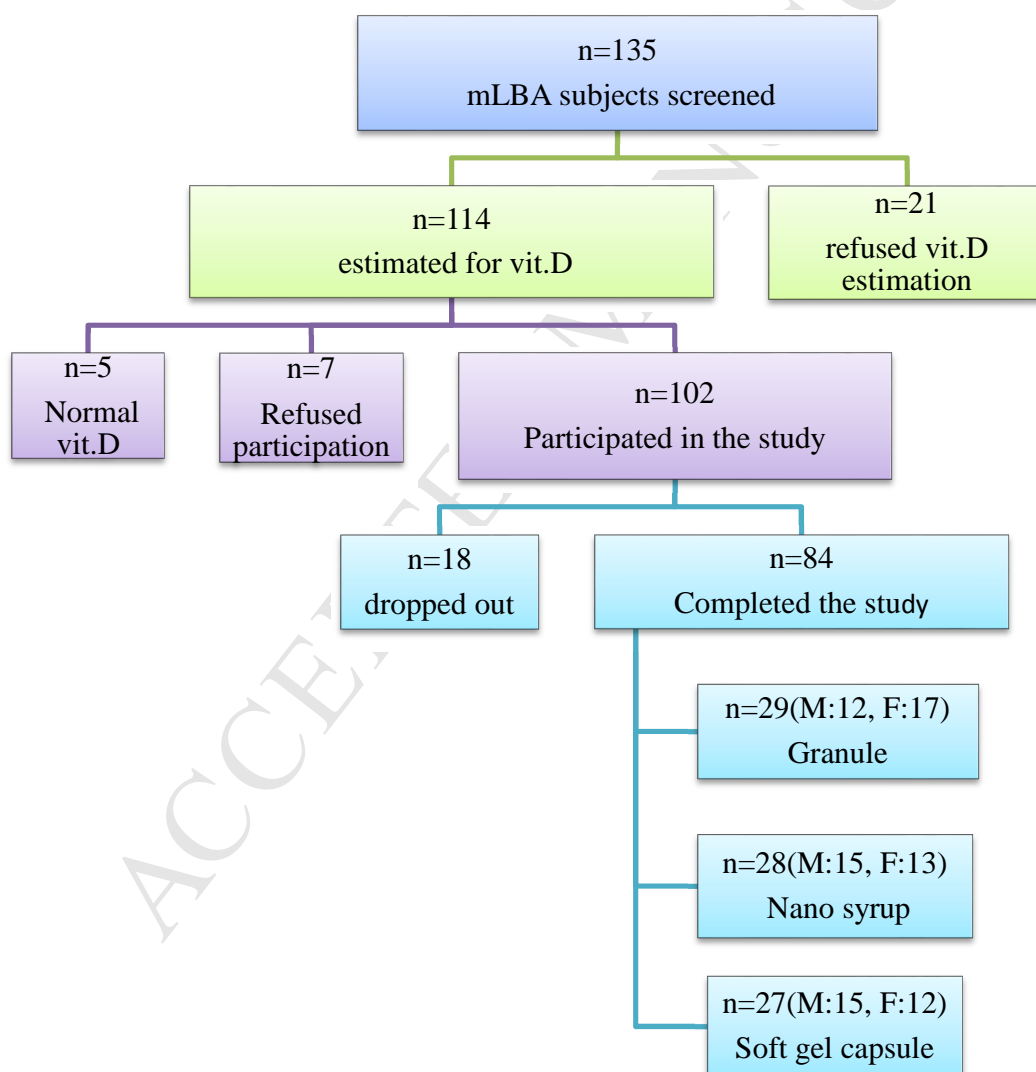 n=135
mLBA subjects screened
n=114
estimated for vit.D
n=21
refused vit.D
estimation
n=5
Normal
vit.D
n=7
Refused
participation
n=102
Participated in the study
n=18
dropped out
n=84
Completed the study
n=29(M:12, F:17)
Granule
n=28(M:15, F:13)
Nano syrup
n=27(M:15, F:12)
Soft gel capsule